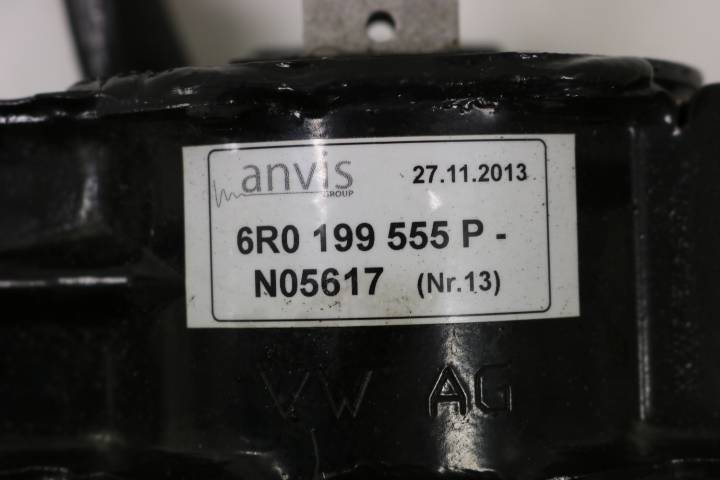 anvis
GROUP
27.11.2013
6R0 199 555 P -
N05617 (Nr.13)
VW AG